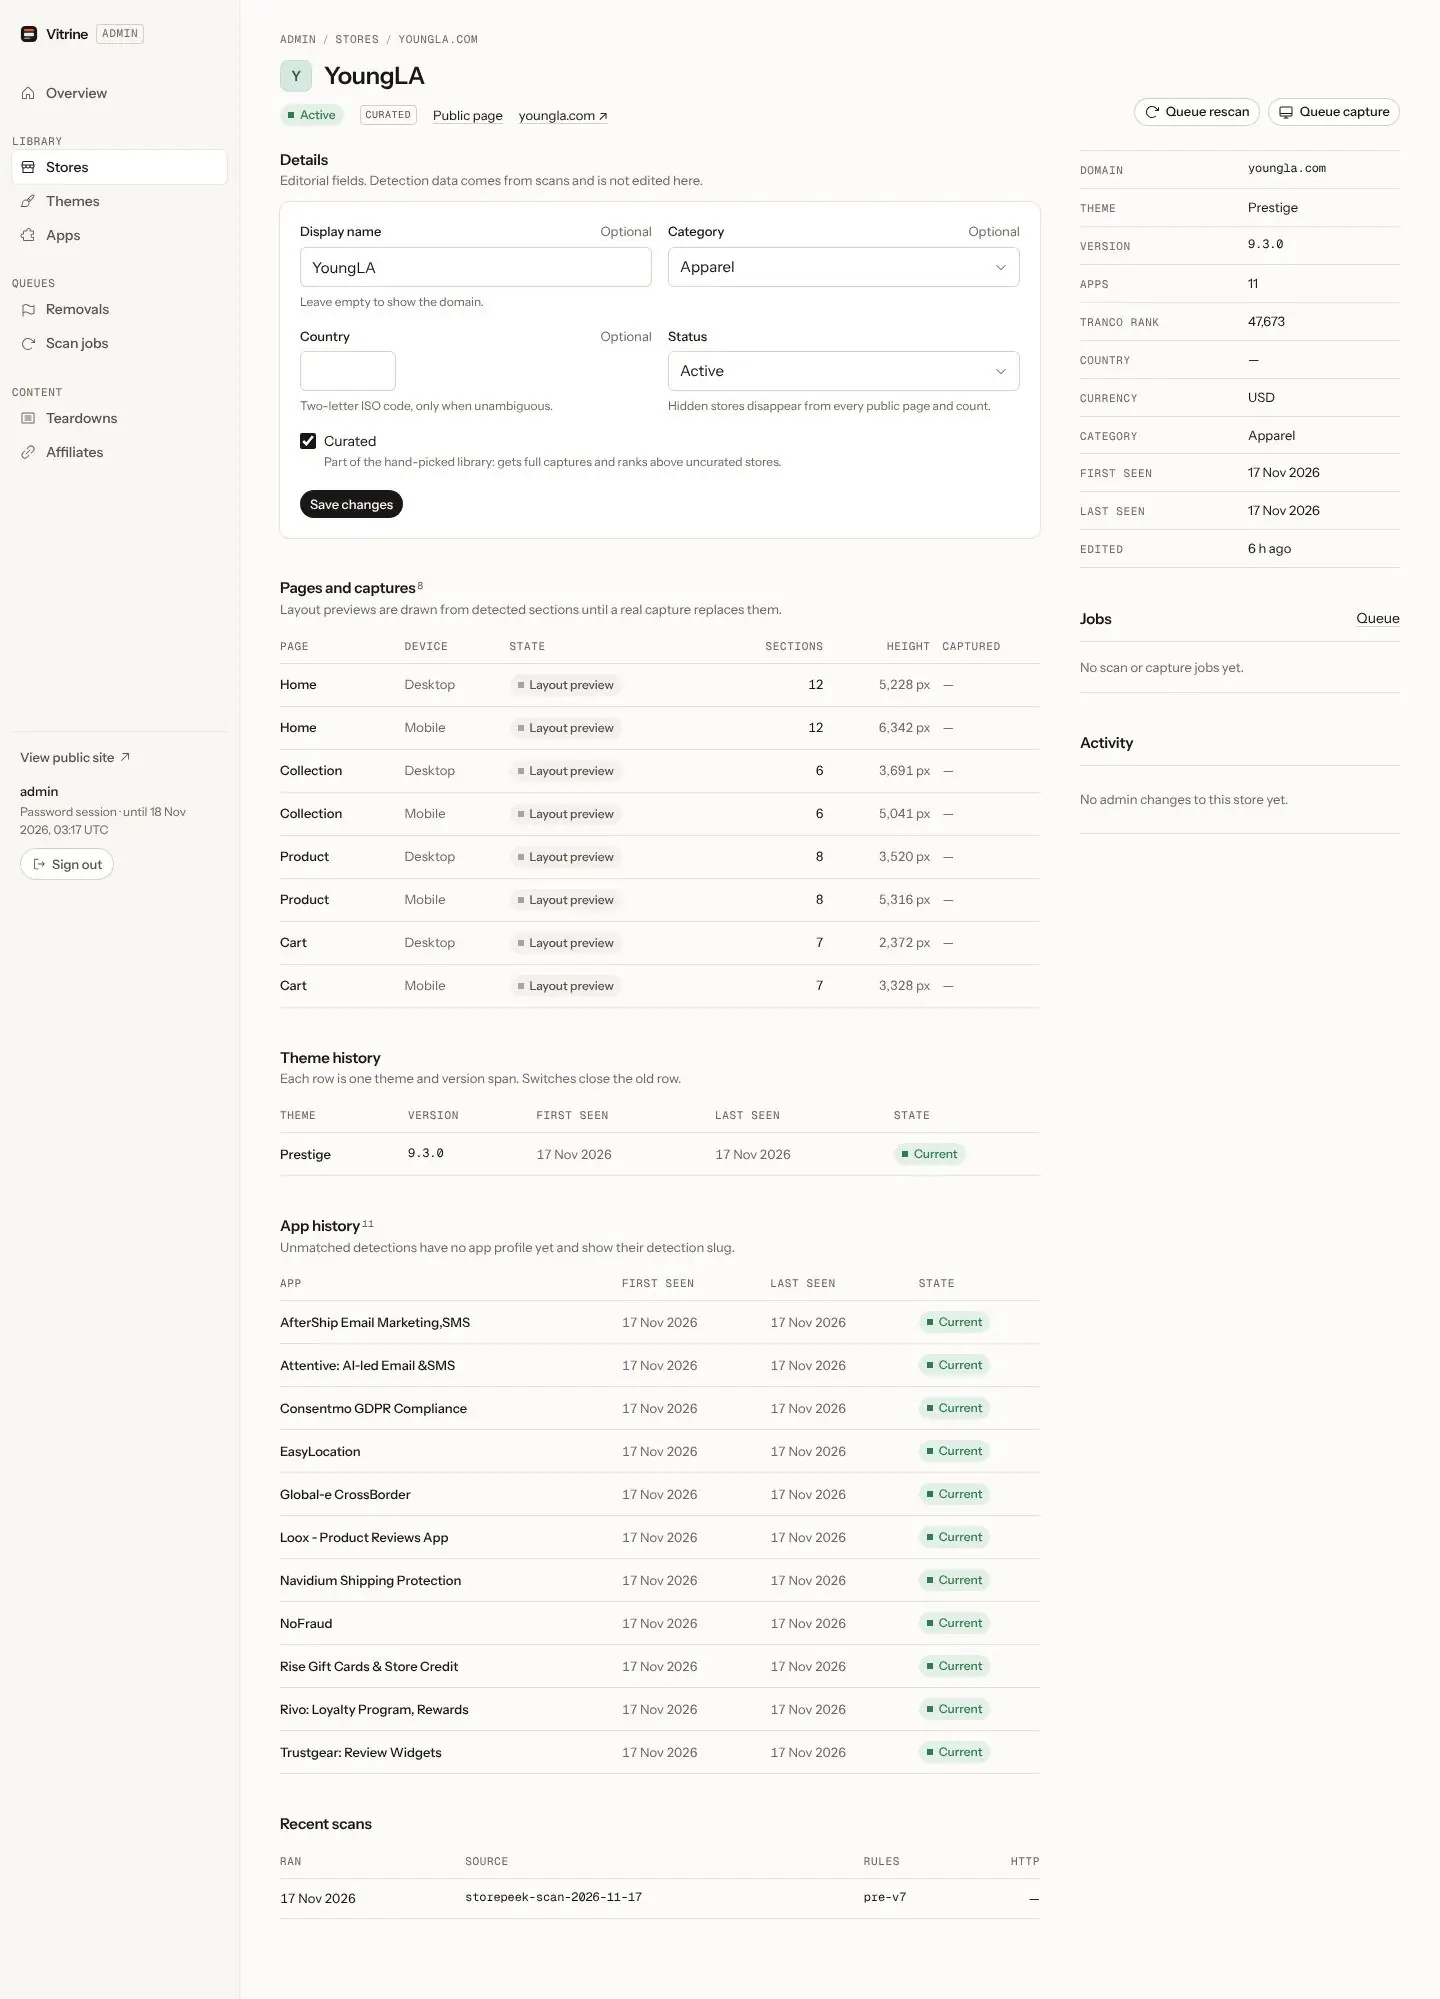 Vitrine ADMIN
Overview
LIBRARY
Stores
Themes
Apps
QUEUES
Removals
Scan jobs
CONTENT
Teardowns
Affiliates
View public site ↗
admin
Password session · until 18 Nov
2026, 03:17 UTC
Sign out
ADMIN / STORES / YOUNGLA.COM
Y YoungLA
Active CURATED Public page youngla.com ↗
Queue rescan Queue capture
Details
Editorial fields. Detection data comes from scans and is not edited here.
Display name Optional Category Optional
YoungLA Apparel
Leave empty to show the domain.
Country Optional Status
Active
Two-letter ISO code, only when unambiguous. Hidden stores disappear from every public page and count.
Curated
Part of the hand-picked library: gets full captures and ranks above uncurated stores.
Save changes
Pages and captures 8
Layout previews are drawn from detected sections until a real capture replaces them.
PAGE DEVICE STATE SECTIONS HEIGHT CAPTURED
Home Desktop Layout preview 12 5,228 px —
Home Mobile Layout preview 12 6,342 px —
Collection Desktop Layout preview 6 3,691 px —
Collection Mobile Layout preview 6 5,041 px —
Product Desktop Layout preview 8 3,520 px —
Product Mobile Layout preview 8 5,316 px —
Cart Desktop Layout preview 7 2,372 px —
Cart Mobile Layout preview 7 3,328 px —
Theme history
Each row is one theme and version span. Switches close the old row.
THEME VERSION FIRST SEEN LAST SEEN STATE
Prestige 9.3.0 17 Nov 2026 17 Nov 2026 Current
App history 11
Unmatched detections have no app profile yet and show their detection slug.
APP FIRST SEEN LAST SEEN STATE
AfterShip Email Marketing,SMS 17 Nov 2026 17 Nov 2026 Current
Attentive: AI-led Email &SMS 17 Nov 2026 17 Nov 2026 Current
Consentmo GDPR Compliance 17 Nov 2026 17 Nov 2026 Current
EasyLocation 17 Nov 2026 17 Nov 2026 Current
Global-e CrossBorder 17 Nov 2026 17 Nov 2026 Current
Loox - Product Reviews App 17 Nov 2026 17 Nov 2026 Current
Navidium Shipping Protection 17 Nov 2026 17 Nov 2026 Current
NoFraud 17 Nov 2026 17 Nov 2026 Current
Rise Gift Cards & Store Credit 17 Nov 2026 17 Nov 2026 Current
Rivo: Loyalty Program, Rewards 17 Nov 2026 17 Nov 2026 Current
Trustgear: Review Widgets 17 Nov 2026 17 Nov 2026 Current
Recent scans
RAN SOURCE RULES HTTP
17 Nov 2026 storepeek-scan-2026-11-17 pre-v7 —
DOMAIN youngla.com
THEME Prestige
VERSION 9.3.0
APPS 11
TRANCO RANK 47,673
COUNTRY —
CURRENCY USD
CATEGORY Apparel
FIRST SEEN 17 Nov 2026
LAST SEEN 17 Nov 2026
EDITED 6 h ago
Jobs Queue
No scan or capture jobs yet.
Activity
No admin changes to this store yet.